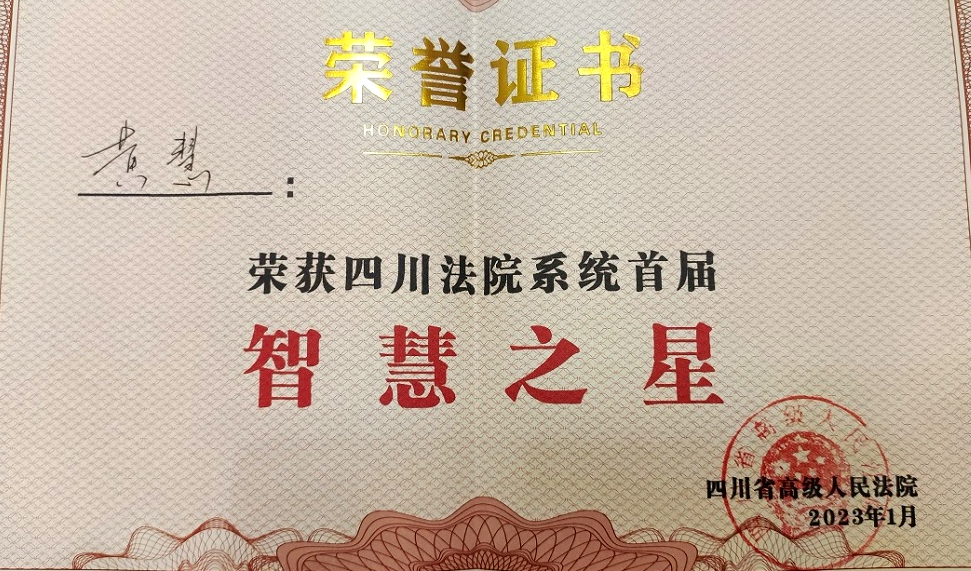 荣誉证书
HONORARY CREDENTIAL
黄慧：
荣获四川法院系统首届
智慧之星
四川省高级人民法院
2023年1月